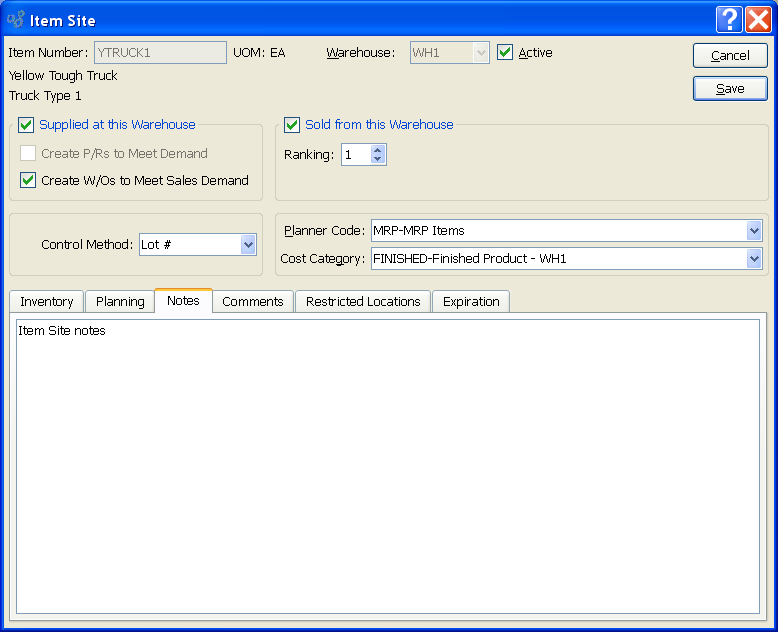 Item Site
Item Number: YTRUCK1 UOM: EA Warehouse: WH1 Active
Cancel
Yellow Tough Truck
Truck Type 1
Save
Supplied at this Warehouse
Create P/Rs to Meet Demand
Create W/Os to Meet Sales Demand
Sold from this Warehouse
Ranking: 1
Control Method: Lot #
Planner Code: MRP-MRP Items
Cost Category: FINISHED-Finished Product - WH1
Inventory Planning Notes Comments Restricted Locations Expiration
Item Site notes